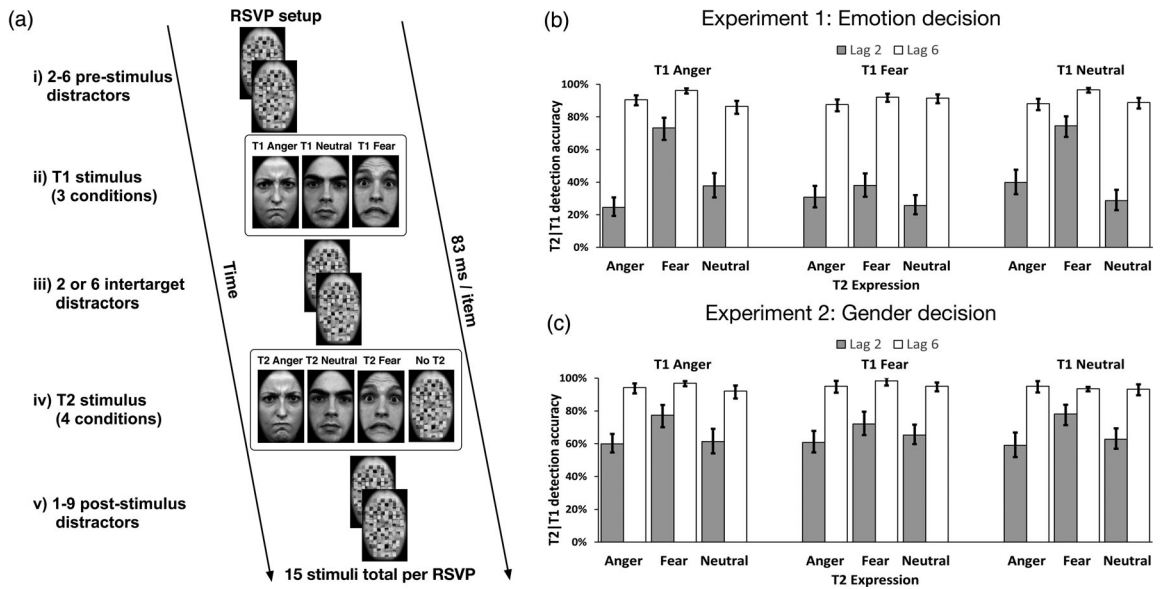 (a)
RSVP setup
i) 2-6 pre-stimulus
distractors
T1 Anger T1 Neutral T1 Fear
ii) T1 stimulus
(3 conditions)
Time
83 ms / item
iii) 2 or 6 intertarget
distractors
T2 Anger T2 Neutral T2 Fear No T2
iv) T2 stimulus
(4 conditions)
v) 1-9 post-stimulus
distractors
15 stimuli total per RSVP
(b)
Experiment 1: Emotion decision
Lag 2 Lag 6
T1 Anger T1 Fear T1 Neutral
T2|T1 detection accuracy
100%
80%
60%
40%
20%
0%
Anger Fear Neutral Anger Fear Neutral Anger Fear Neutral
T2 Expression
(c)
Experiment 2: Gender decision
Lag 2 Lag 6
T1 Anger T1 Fear T1 Neutral
T2|T1 detection accuracy
100%
80%
60%
40%
20%
0%
Anger Fear Neutral Anger Fear Neutral Anger Fear Neutral
T2 Expression